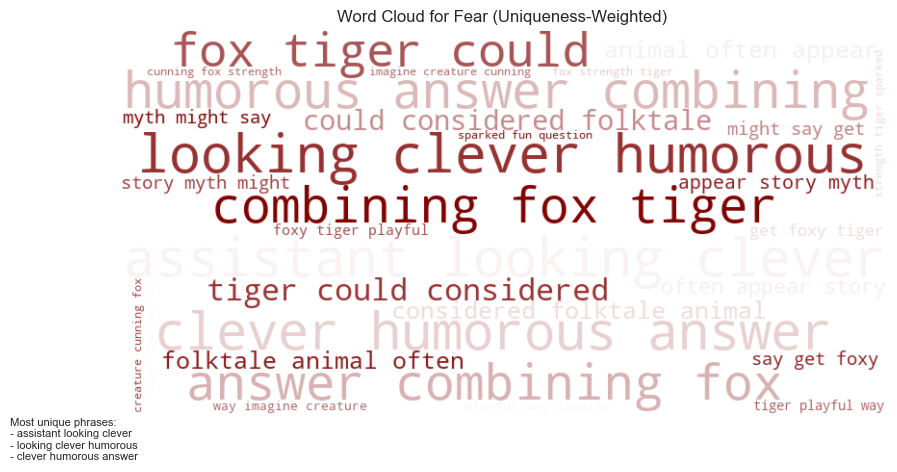 Word Cloud for Fear (Uniqueness-Weighted)
fox tiger could
animal often appear
cunning fox strength
imagine creature cunning
fox strength tiger
humorous answer combining
strength tiger sparked
myth might say
could considered folktale
might say get
sparked fun question
looking clever humorous
story myth might
appear story myth
combining fox tiger
foxy tiger playful
get foxy tiger
assistant looking clever
tiger could considered
often appear story
creature cunning fox
considered folktale animal
clever humorous answer
folktale animal often
say get foxy
answer combining fox
way imagine creature
playful way imagine
tiger playful way
Most unique phrases:
- assistant looking clever
- looking clever humorous
- clever humorous answer